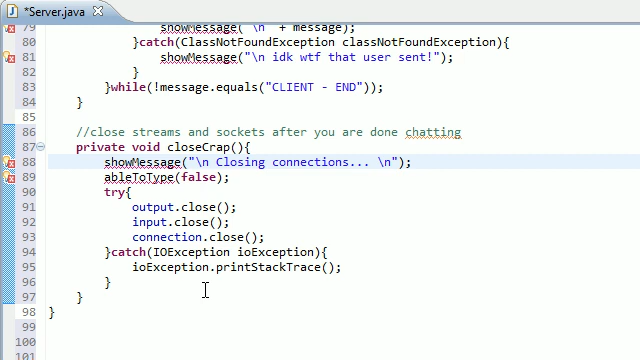 *Server.java
79 showMessage( \n + message);
80 }catch(ClassNotFoundException classNotFoundException){
81 showMessage("\n idk wtf that user sent!");
82 }
83 }while(!message.equals("CLIENT - END"));
84 }
85
86 //close streams and sockets after you are done chatting
87 private void closeCrap(){
88 showMessage("\n Closing connections... \n");
89 ableToType(false);
90 try{
91 output.close();
92 input.close();
93 connection.close();
94 }catch(IOException ioException){
95 ioException.printStackTrace();
96 }
97 }
98 }
99
100
101